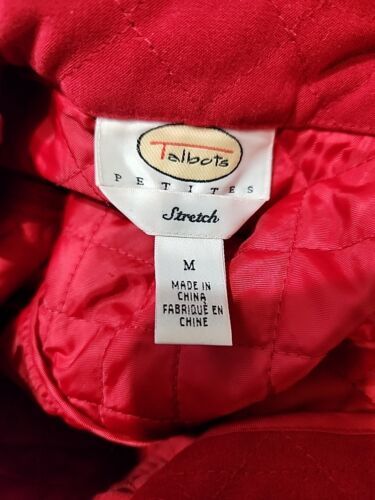 Talbots
PETITES
Stretch
M
MADE IN
CHINA
FABRIQUÉ EN
CHINE